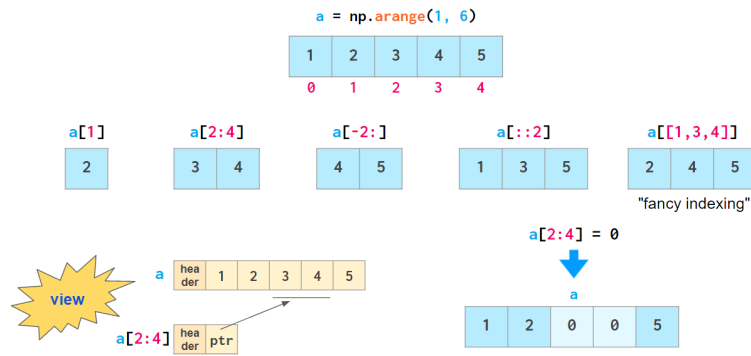 a = np.arange(1, 6)
1 2 3 4 5
0 1 2 3 4
a[1] a[2:4] a[-2:] a[::2] a[[1,3,4]]
2 3 4 4 5 1 3 5 2 4 5
"fancy indexing"
a[2:4] = 0
view
a
hea
der
1 2 3 4 5
a[2:4]
hea
der
ptr
a
1 2 0 0 5